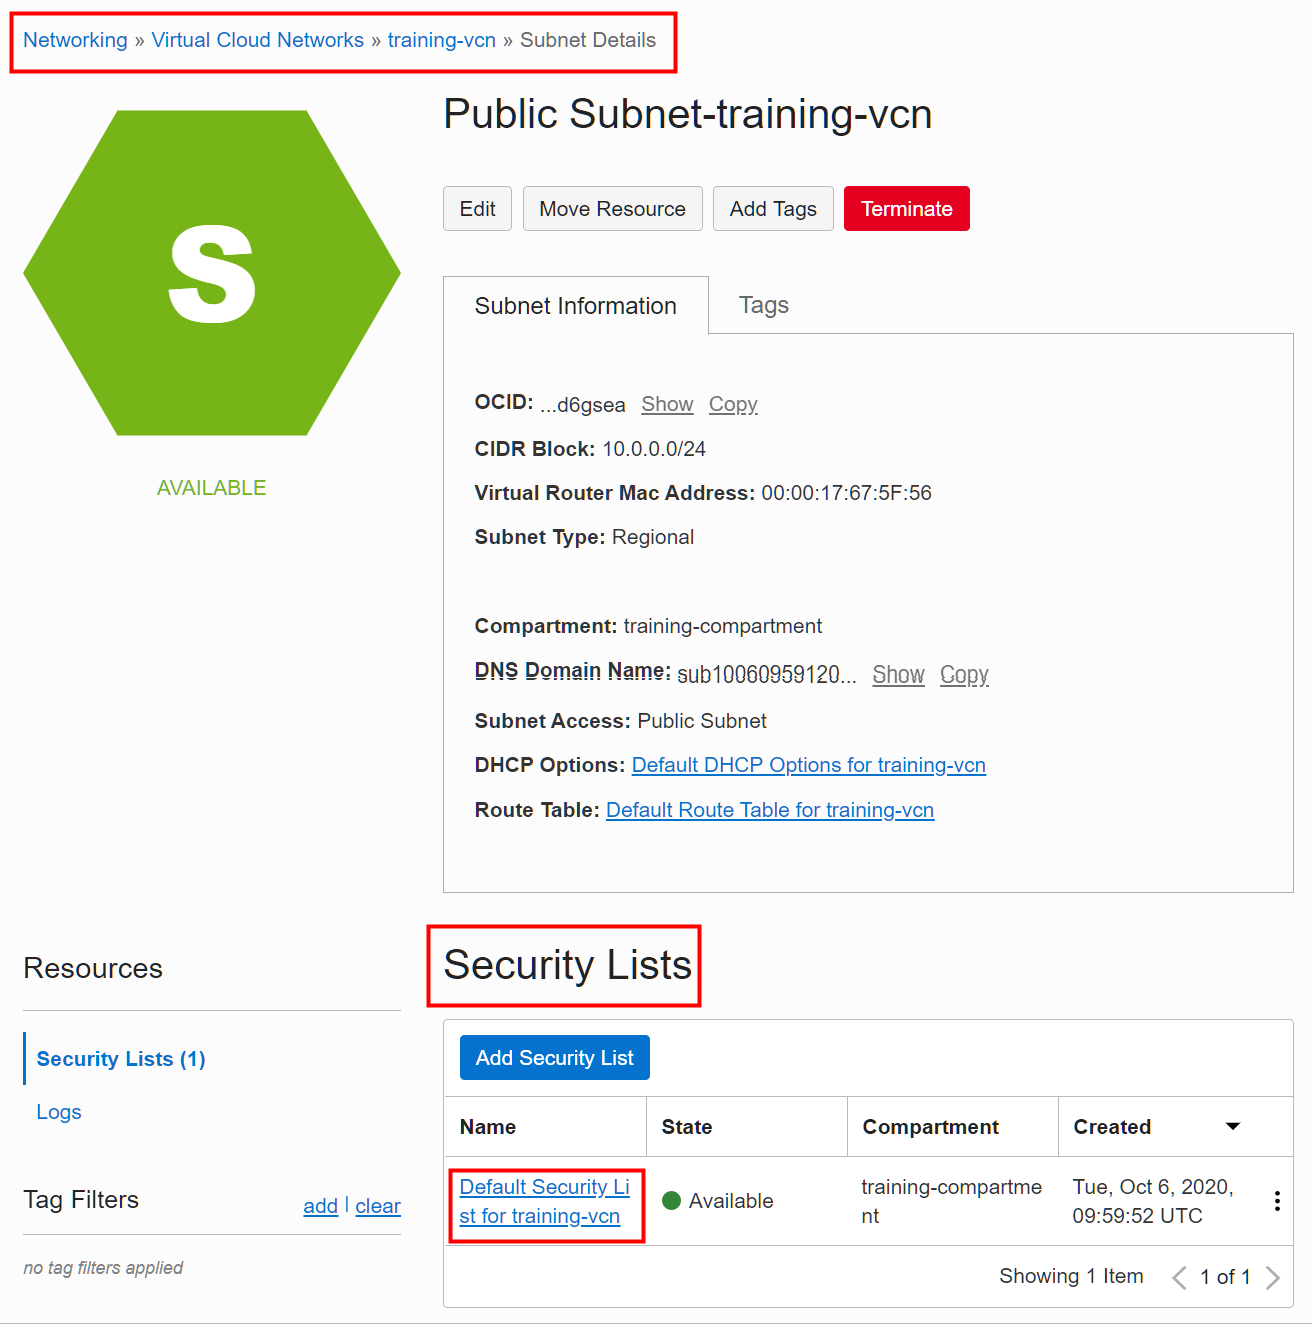 Networking » Virtual Cloud Networks » training-vcn » Subnet Details
S
AVAILABLE
Public Subnet-training-vcn
Edit
Move Resource
Add Tags
Terminate
Subnet Information
Tags
OCID: ...d6gsea Show Copy
CIDR Block: 10.0.0.0/24
Virtual Router Mac Address: 00:00:17:67:5F:56
Subnet Type: Regional
Compartment: training-compartment
DNS Domain Name: sub10060959120... Show Copy
Subnet Access: Public Subnet
DHCP Options: Default DHCP Options for training-vcn
Route Table: Default Route Table for training-vcn
Resources
Security Lists (1)
Logs
Tag Filters
add | clear
no tag filters applied
Security Lists
Add Security List
Name State Compartment Created
Default Security Li
st for training-vcn
Available
training-compartme
nt
Tue, Oct 6, 2020,
09:59:52 UTC
Showing 1 Item < 1 of 1 >